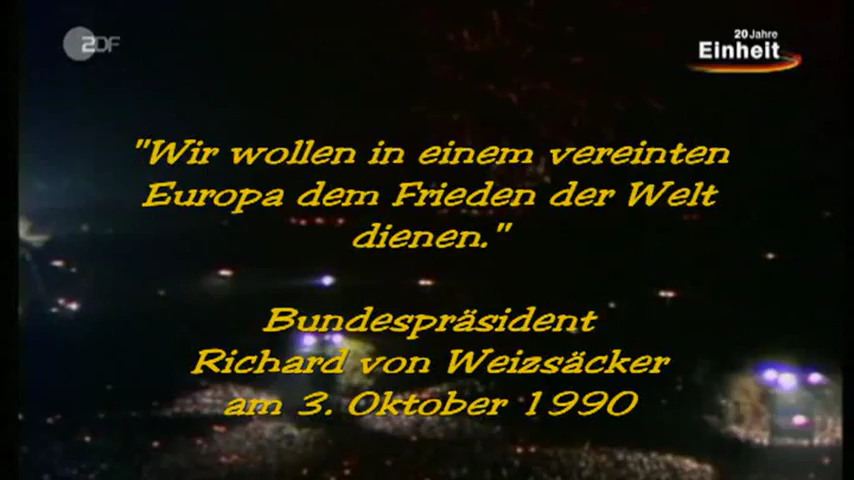 ZDF
20 Jahre
Einheit
"Wir wollen in einem vereinten
Europa dem Frieden der Welt
dienen."
Bundespräsident
Richard von Weizsäcker
am 3. Oktober 1990